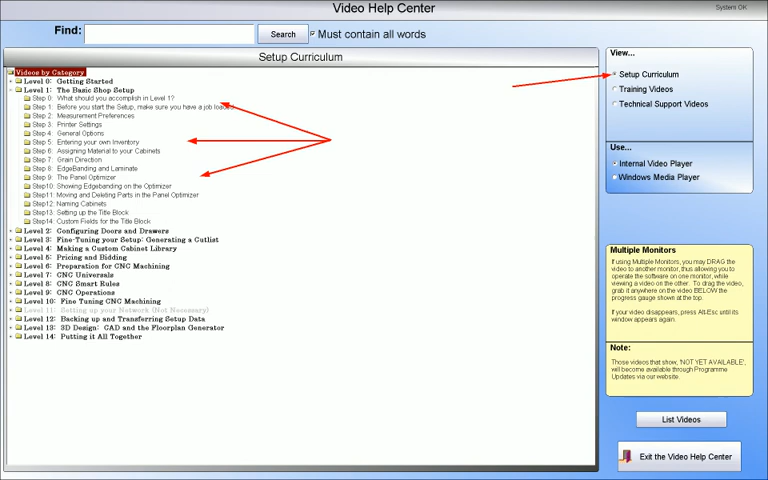 Video Help Center
System OK
Find:
Search
Must contain all words
Setup Curriculum
Videos by Category
Level 0: Getting Started
Level 1: The Basic Shop Setup
Step 0: What should you accomplish in Level 1?
Step 1: Before you start the Setup, make sure you have a job loaded
Step 2: Measurement Preferences
Step 3: Printer Settings
Step 4: General Options
Step 5: Entering your own Inventory
Step 6: Assigning Material to your Cabinets
Step 7: Grain Direction
Step 8: EdgeBanding and Laminate
Step 9: The Panel Optimizer
Step10: Showing Edgebanding on the Optimizer
Step11: Moving and Deleting Parts in the Panel Optimizer
Step12: Naming Cabinets
Step13: Setting up the Title Block
Step14: Custom Fields for the Title Block
Level 2: Configuring Doors and Drawers
Level 3: Fine-Tuning your Setup: Generating a Cutlist
Level 4: Making a Custom Cabinet Library
Level 5: Pricing and Bidding
Level 6: Preparation for CNC Machining
Level 7: CNC Universals
Level 8: CNC Smart Rules
Level 9: CNC Operations
Level 10: Fine Tuning CNC Machining
Level 11: Setting up your Network (Not Necessary)
Level 12: Backing up and Transferring Setup Data
Level 13: 3D Design: CAD and the Floorplan Generator
Level 14: Putting it All Together
View...
Setup Curriculum
Training Videos
Technical Support Videos
Use...
Internal Video Player
Windows Media Player
Multiple Monitors
If using Multiple Monitors, you may DRAG the
video to another monitor, thus allowing you to
operate the software on one monitor, while
viewing a video on the other. To drag the video,
grab it anywhere on the video BELOW the
progress gauge shown at the top.
If your video disappears, press Alt-Esc until its
window appears again.
Note:
Those videos that show, 'NOT YET AVAILABLE',
will become available through Programme
Updates via our website.
List Videos
Exit the Video Help Center